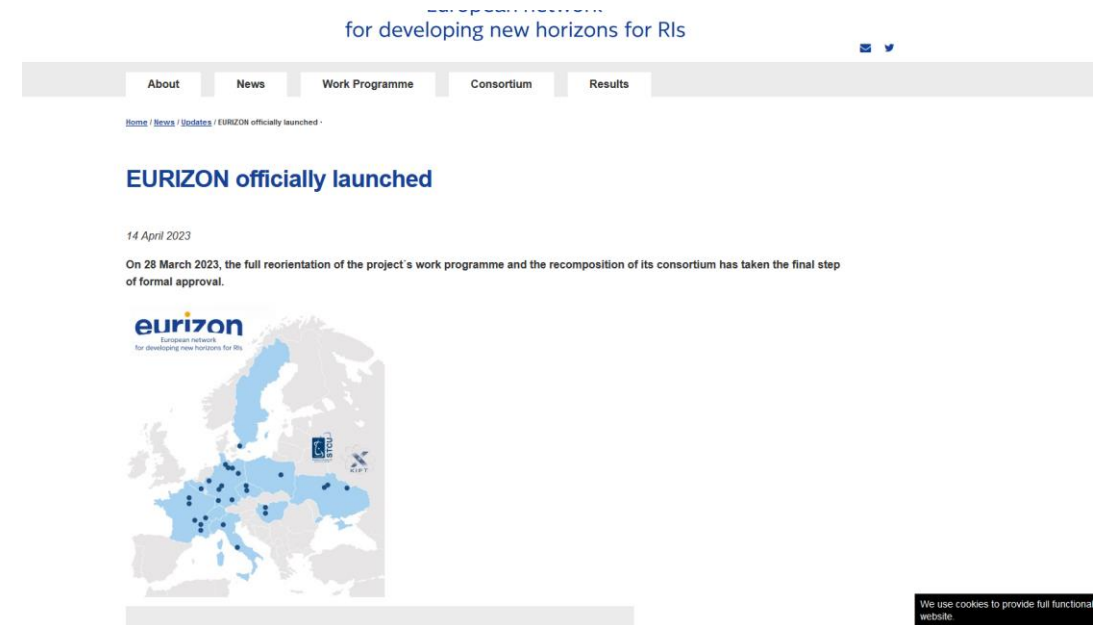 for developing new horizons for RIs
About
News
Work Programme
Consortium
Results
Home / News / Updates / EURIZON officially launched ·
EURIZON officially launched
14 April 2023
On 28 March 2023, the full reorientation of the project´s work programme and the recomposition of its consortium has taken the final step
of formal approval.
eurizon
European network
for developing new horizons for RIs
STCU
KIPT
We use cookies to provide full functional
website.